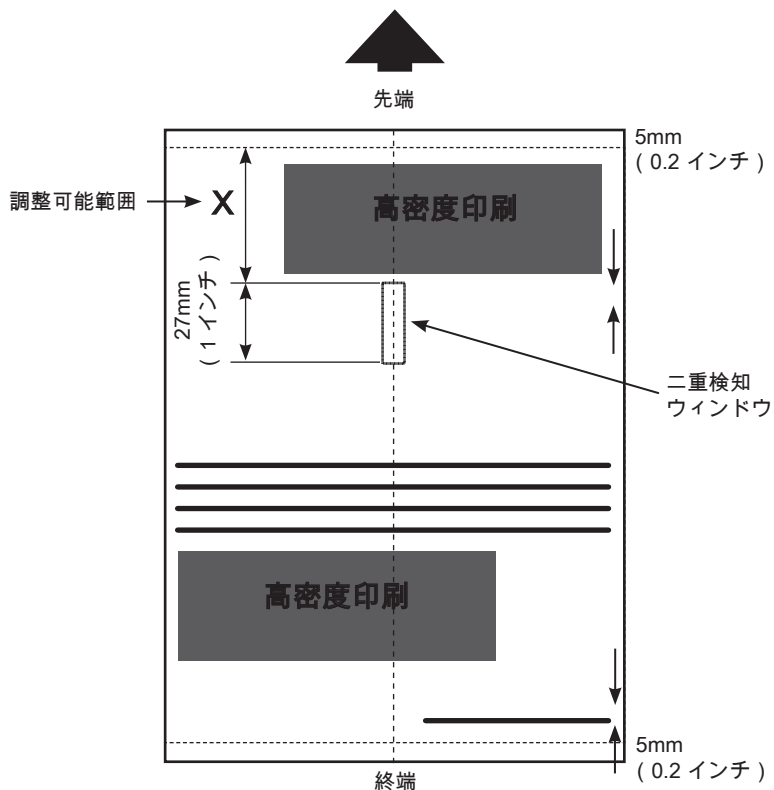 先端
5mm
( 0.2 インチ )
調整可能範囲
X
高密度印刷
27mm
( 1 インチ )
二重検知
ウィンドウ
高密度印刷
5mm
( 0.2 インチ )
終端